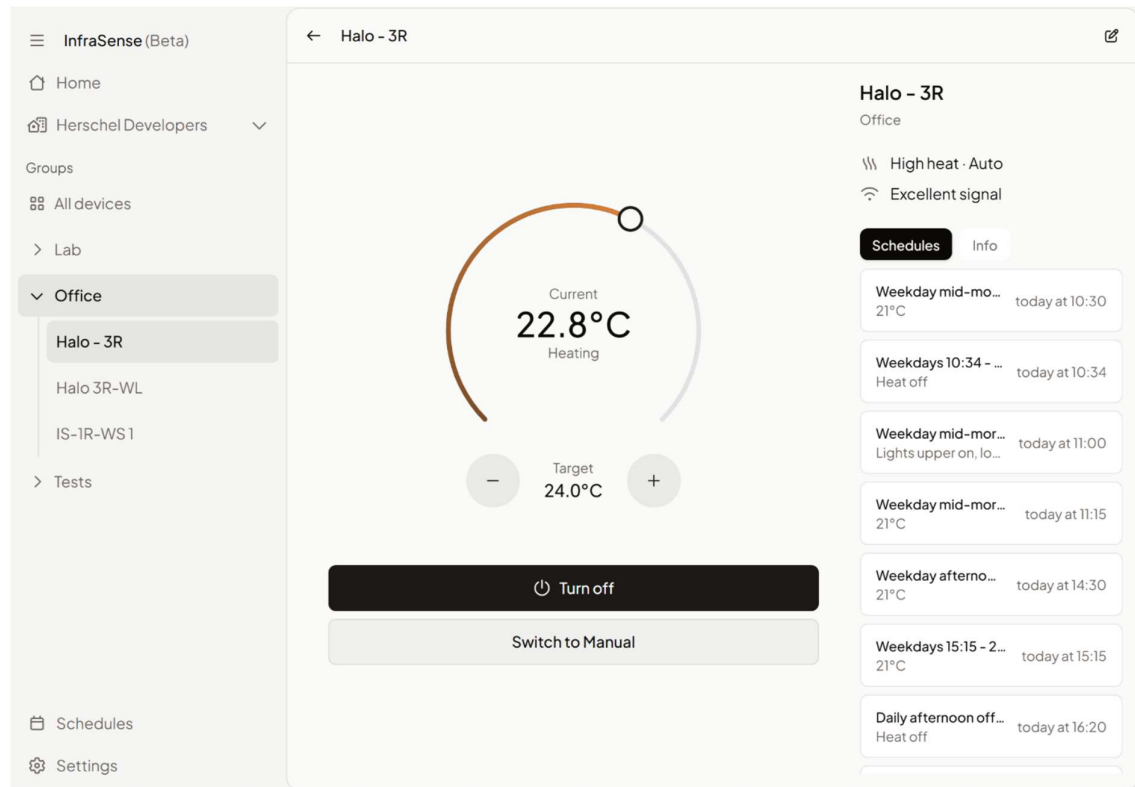 InfraSense (Beta)
Home
Herschel Developers
Groups
All devices
Lab
Office
Halo - 3R
Halo 3R-WL
IS-1R-WS 1
Tests
Schedules
Settings
Halo - 3R
Current
22.8°C
Heating
Target
24.0°C
Turn off
Switch to Manual
Halo - 3R
Office
High heat · Auto
Excellent signal
Schedules Info
Weekday mid-mo... today at 10:30
21°C
Weekdays 10:34 - ... today at 10:34
Heat off
Weekday mid-mor... today at 11:00
Lights upper on, lo...
Weekday mid-mor... today at 11:15
21°C
Weekday afterno... today at 14:30
21°C
Weekdays 15:15 - 2... today at 15:15
21°C
Daily afternoon off... today at 16:20
Heat off